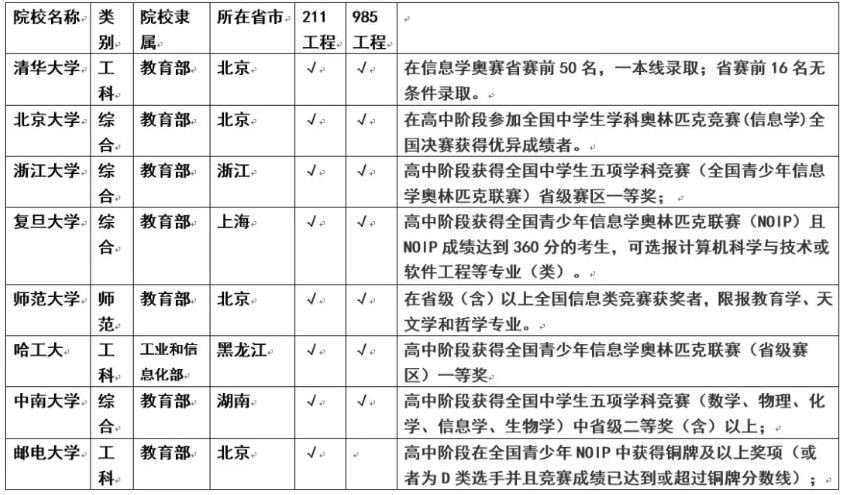 院校名称 类别 院校隶属 所在省市 211工程 985工程
清华大学 工科 教育部 北京 √ √ 在信息学奥赛省赛前50名，一本线录取；省赛前16名无
条件录取。
北京大学 综合 教育部 北京 √ √ 在高中阶段参加全国中学生学科奥林匹克竞赛(信息学)全
国决赛获得优异成绩者。
浙江大学 综合 教育部 浙江 √ √ 高中阶段获得全国中学生五项学科竞赛（全国青少年信息
学奥林匹克联赛）省级赛区一等奖；
复旦大学 综合 教育部 上海 √ √ 高中阶段获得全国青少年信息学奥林匹克联赛（NOIP）且
NOIP成绩达到360分的考生，可选报计算机科学与技术或
软件工程等专业（类）。
师范大学 师范 教育部 北京 √ √ 在省级（含）以上全国信息类竞赛获奖者，限报教育学、天
文学和哲学专业。
哈工大 工科 工业和信息化部 黑龙江 √ √ 高中阶段获得全国青少年信息学奥林匹克联赛（省级赛
区）一等奖
中南大学 综合 教育部 湖南 √ √ 高中阶段获得全国中学生五项学科竞赛（数学、物理、化
学、信息学、生物学）中省级二等奖（含）以上；
邮电大学 工科 教育部 北京 √ 高中阶段在全国青少年NOIP中获得铜牌及以上奖项（或
者为D类选手并且竞赛成绩已达到或超过铜牌分数线）；